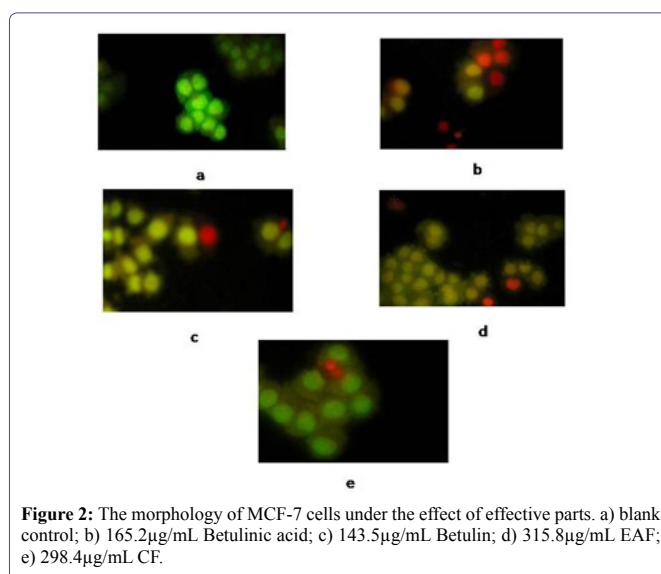 a
b
c
d
e
Figure 2: The morphology of MCF-7 cells under the effect of effective parts. a) blank
control; b) 165.2µg/mL Betulinic acid; c) 143.5µg/mL Betulin; d) 315.8µg/mL EAF;
e) 298.4µg/mL CF.